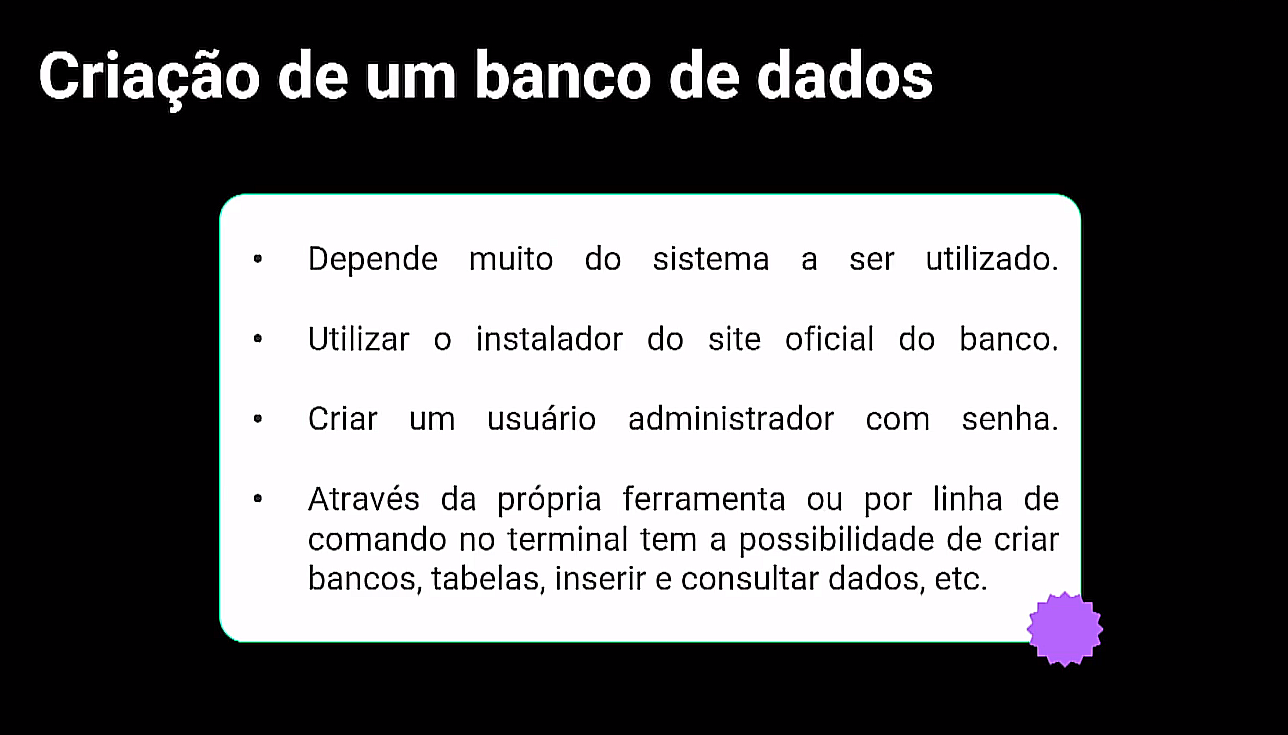 Criação de um banco de dados
• Depende muito do sistema a ser utilizado.
• Utilizar o instalador do site oficial do banco.
• Criar um usuário administrador com senha.
• Através da própria ferramenta ou por linha de
comando no terminal tem a possibilidade de criar
bancos, tabelas, inserir e consultar dados, etc.